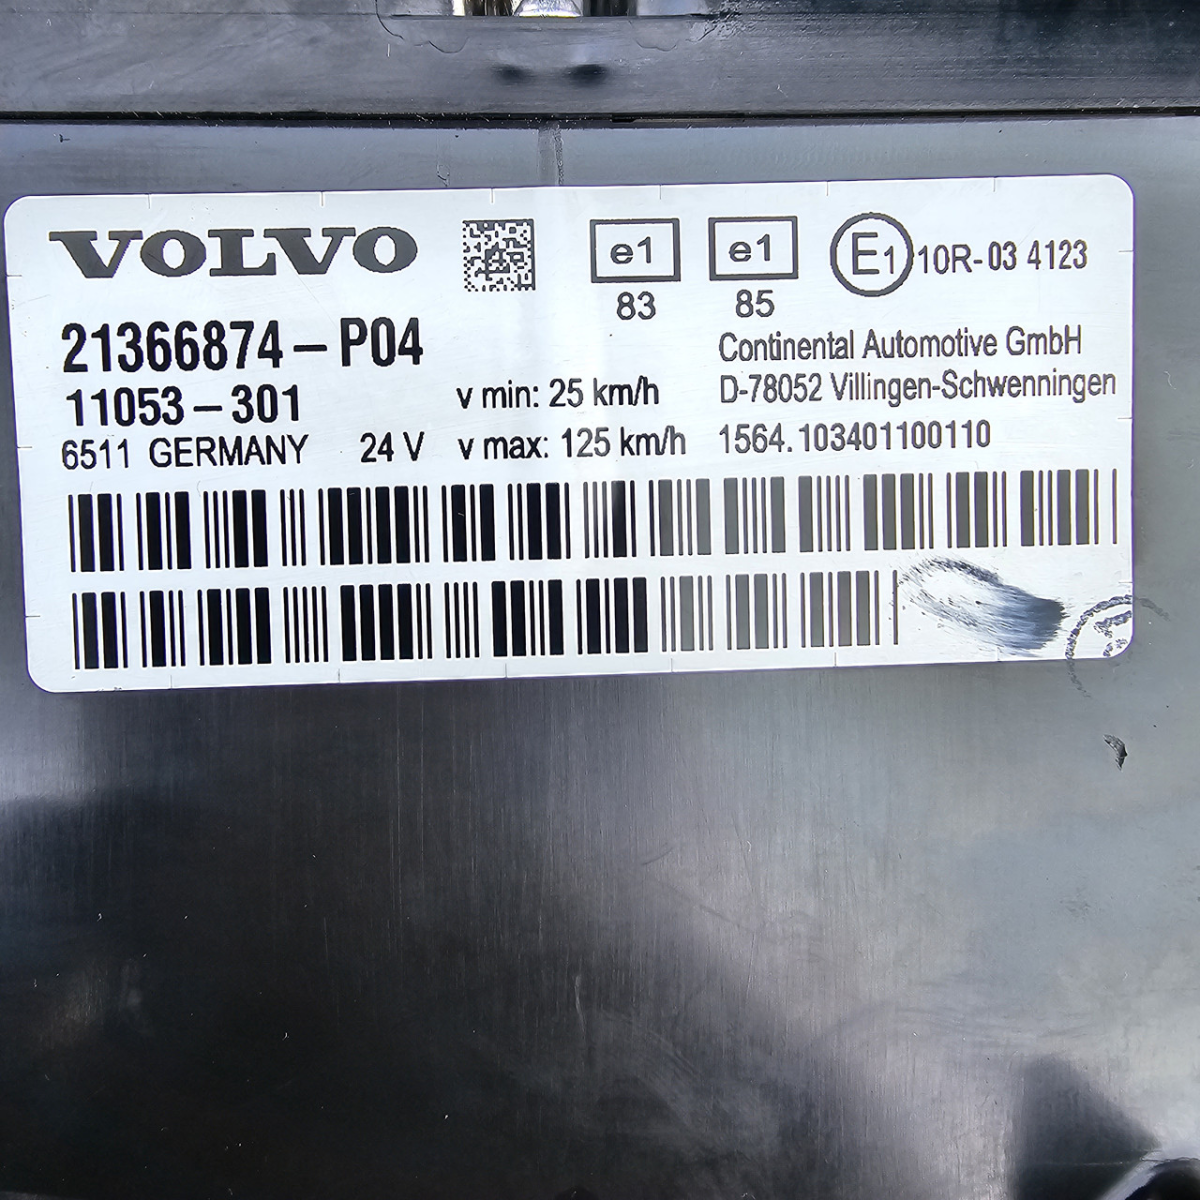 VOLVO
e1
83
e1
85
E1 10R-03 4123
21366874-P04
11053-301
6511 GERMANY 24 V
v min: 25 km/h
v max: 125 km/h
Continental Automotive GmbH
D-78052 Villingen-Schwenningen
1564.103401100110